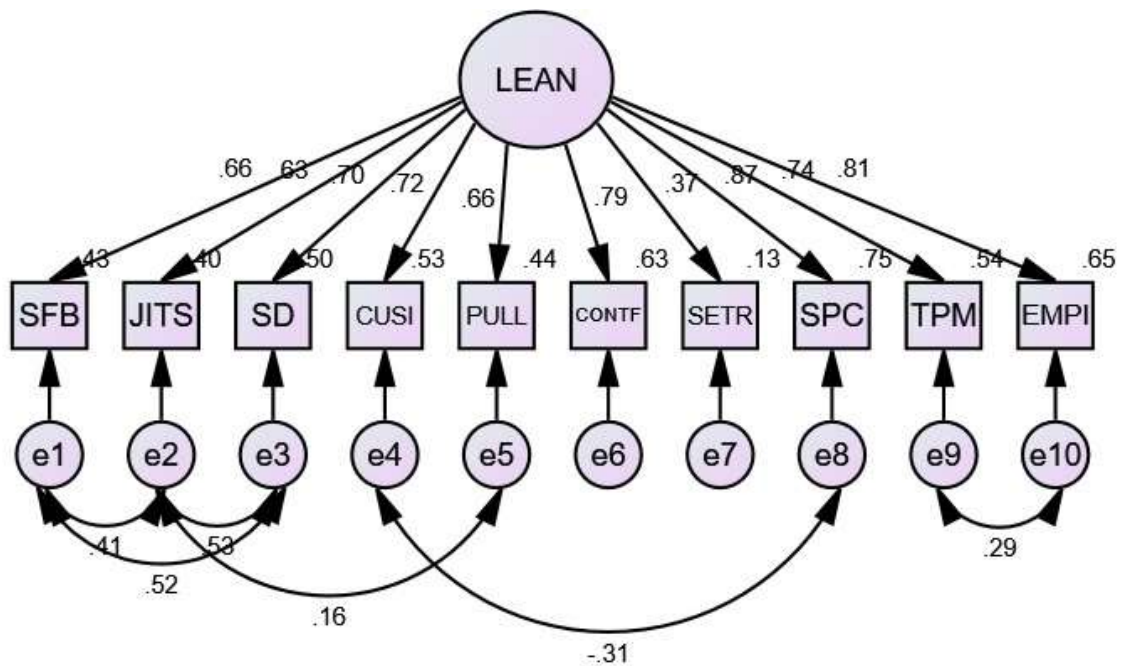 LEAN
.66 .63 .70 .72 .66 .79 .37 .87 .74 .81
.43 .40 .50 .53 .44 .63 .13 .75 .54 .65
SFB JITS SD CUSI PULL CONTF SETR SPC TPM EMPI
e1 e2 e3 e4 e5 e6 e7 e8 e9 e10
.41 .53 .29
.52
.16
-.31